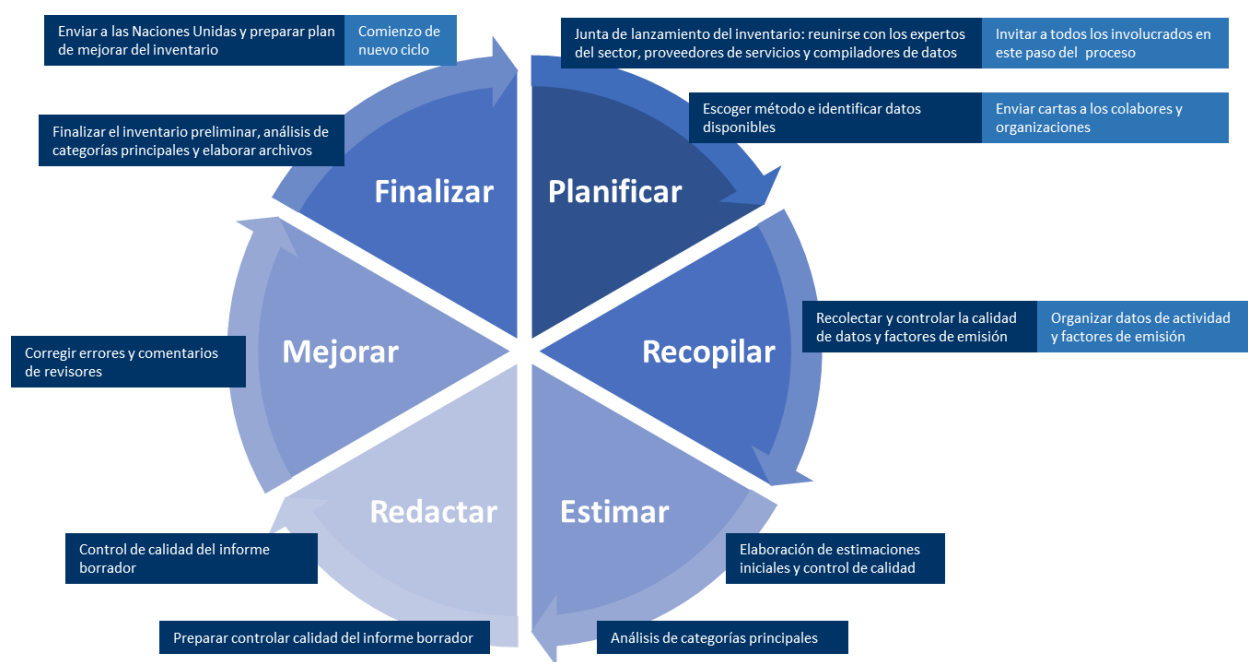 Enviar a las Naciones Unidas y preparar plan
de mejorar del inventario
Comienzo de
nuevo ciclo
Junta de lanzamiento del inventario: reunirse con los expertos
del sector, proveedores de servicios y compiladores de datos
Invitar a todos los involucrados en
este paso del proceso
Escoger método e identificar datos
disponibles
Enviar cartas a los colabores y
organizaciones
Finalizar el inventario preliminar, análisis de
categorías principales y elaborar archivos
Finalizar
Planificar
Recolectar y controlar la calidad
de datos y factores de emisión
Organizar datos de actividad
y factores de emisión
Mejorar
Recopilar
Corregir errores y comentarios
de revisores
Redactar
Estimar
Control de calidad del informe
borrador
Elaboración de estimaciones
iniciales y control de calidad
Preparar controlar calidad del informe borrador
Análisis de categorías principales